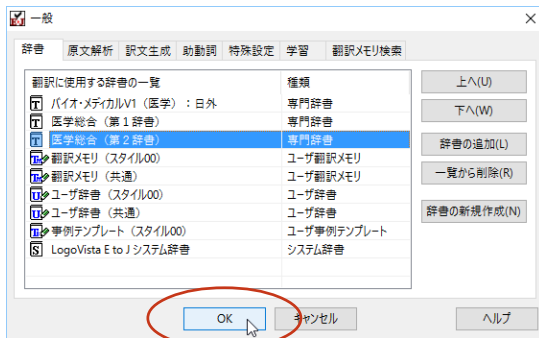 一般
辞書 原文解析 訳文生成 助動詞 特殊設定 学習 翻訳メモリ検索
翻訳に使用する辞書の一覧 種類
バイオ・メディカルV1（医学）：日外 専門辞書
医学総合（第１辞書） 専門辞書
医学総合（第２辞書） 専門辞書
翻訳メモリ（スタイル00） ユーザ翻訳メモリ
翻訳メモリ（共通） ユーザ翻訳メモリ
ユーザ辞書（スタイル00） ユーザ辞書
ユーザ辞書（共通） ユーザ辞書
事例テンプレート（スタイル00） ユーザ事例テンプレート
LogoVista E to J システム辞書 システム辞書
上へ(U)
下へ(W)
辞書の追加(L)
一覧から削除(R)
辞書の新規作成(N)
OK キャンセル ヘルプ